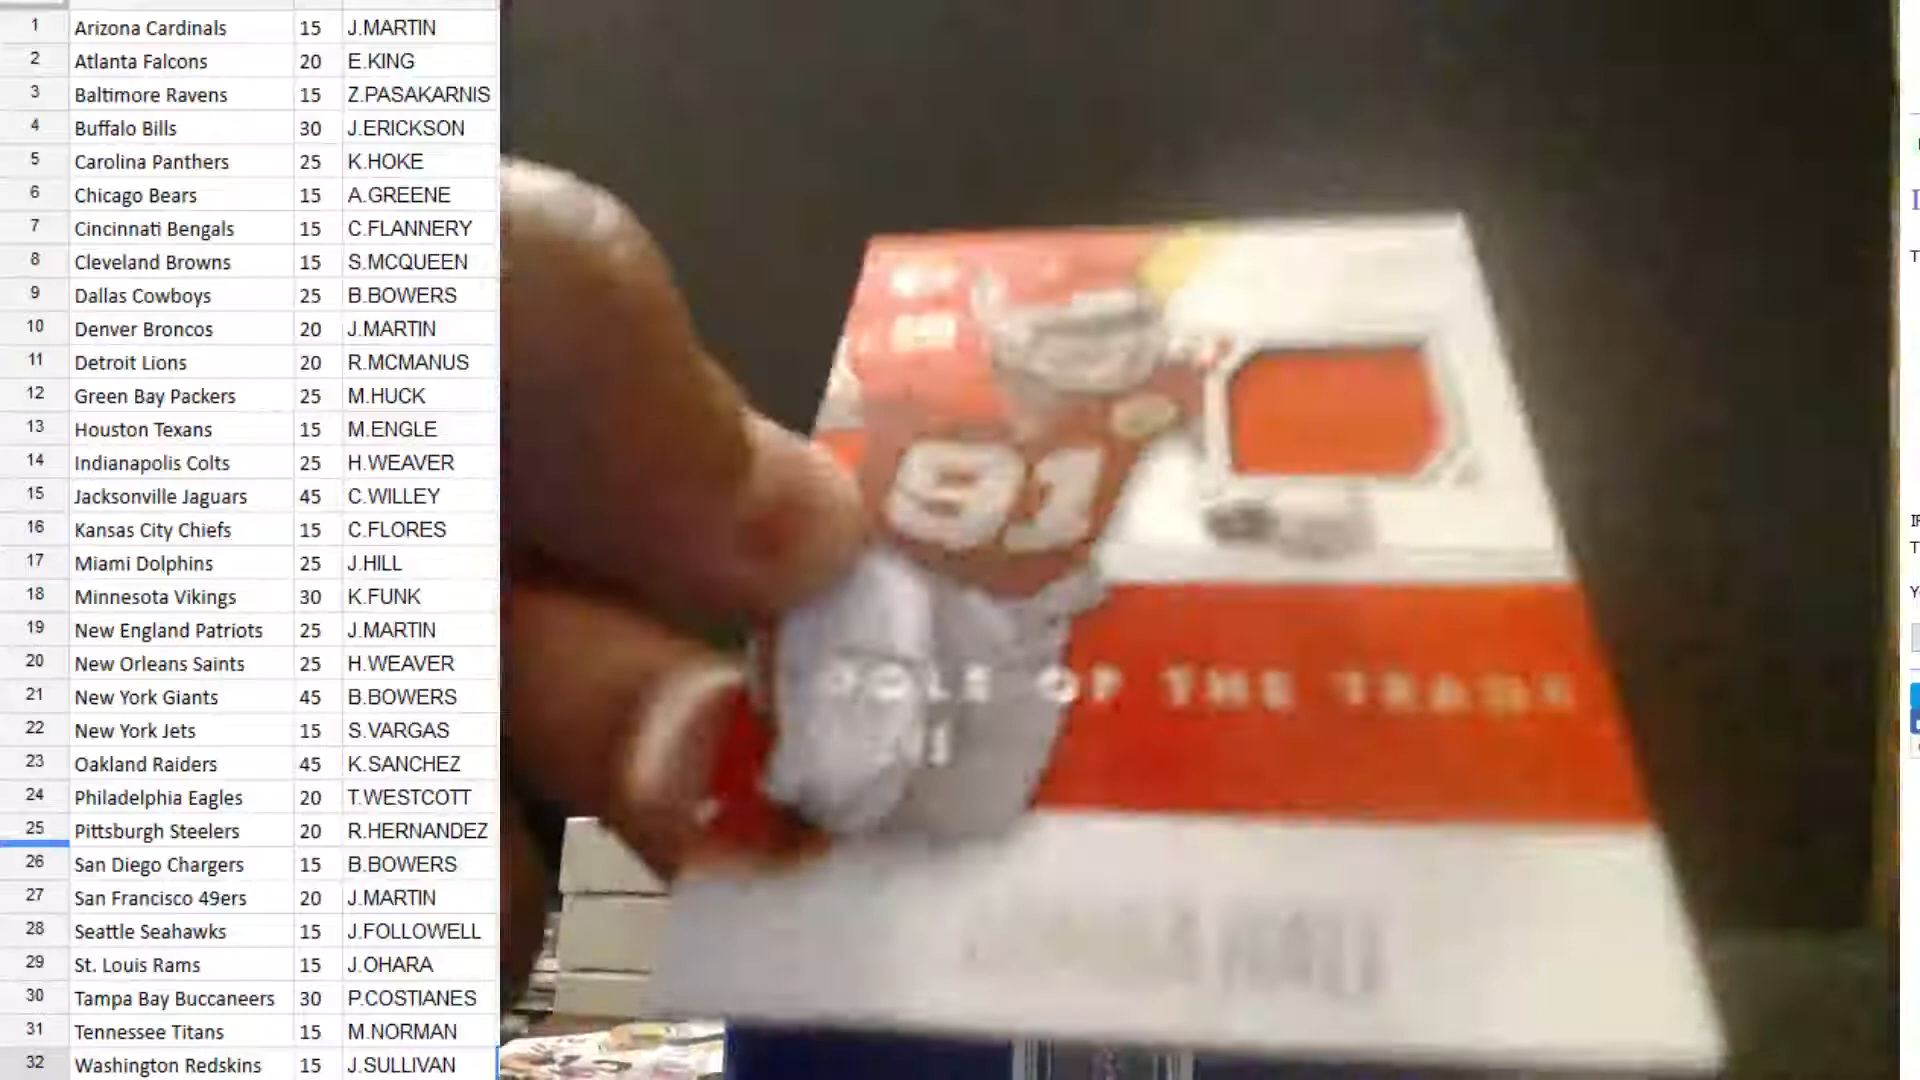 1 Arizona Cardinals 15 J.MARTIN
2 Atlanta Falcons 20 E.KING
3 Baltimore Ravens 15 Z.PASAKARNIS
4 Buffalo Bills 30 J.ERICKSON
5 Carolina Panthers 25 K.HOKE
6 Chicago Bears 15 A.GREENE
7 Cincinnati Bengals 15 C.FLANNERY
8 Cleveland Browns 15 S.MCQUEEN
9 Dallas Cowboys 25 B.BOWERS
10 Denver Broncos 20 J.MARTIN
11 Detroit Lions 20 R.MCMANUS
12 Green Bay Packers 25 M.HUCK
13 Houston Texans 15 M.ENGLE
14 Indianapolis Colts 25 H.WEAVER
15 Jacksonville Jaguars 45 C.WILLEY
16 Kansas City Chiefs 15 C.FLORES
17 Miami Dolphins 25 J.HILL
18 Minnesota Vikings 30 K.FUNK
19 New England Patriots 25 J.MARTIN
20 New Orleans Saints 25 H.WEAVER
21 New York Giants 45 B.BOWERS
22 New York Jets 15 S.VARGAS
23 Oakland Raiders 45 K.SANCHEZ
24 Philadelphia Eagles 20 T.WESTCOTT
25 Pittsburgh Steelers 20 R.HERNANDEZ
26 San Diego Chargers 15 B.BOWERS
27 San Francisco 49ers 20 J.MARTIN
28 Seattle Seahawks 15 J.FOLLOWELL
29 St. Louis Rams 15 J.OHARA
30 Tampa Bay Buccaneers 30 P.COSTIANES
31 Tennessee Titans 15 M.NORMAN
32 Washington Redskins 15 J.SULLIVAN
91
OF THE TRADE